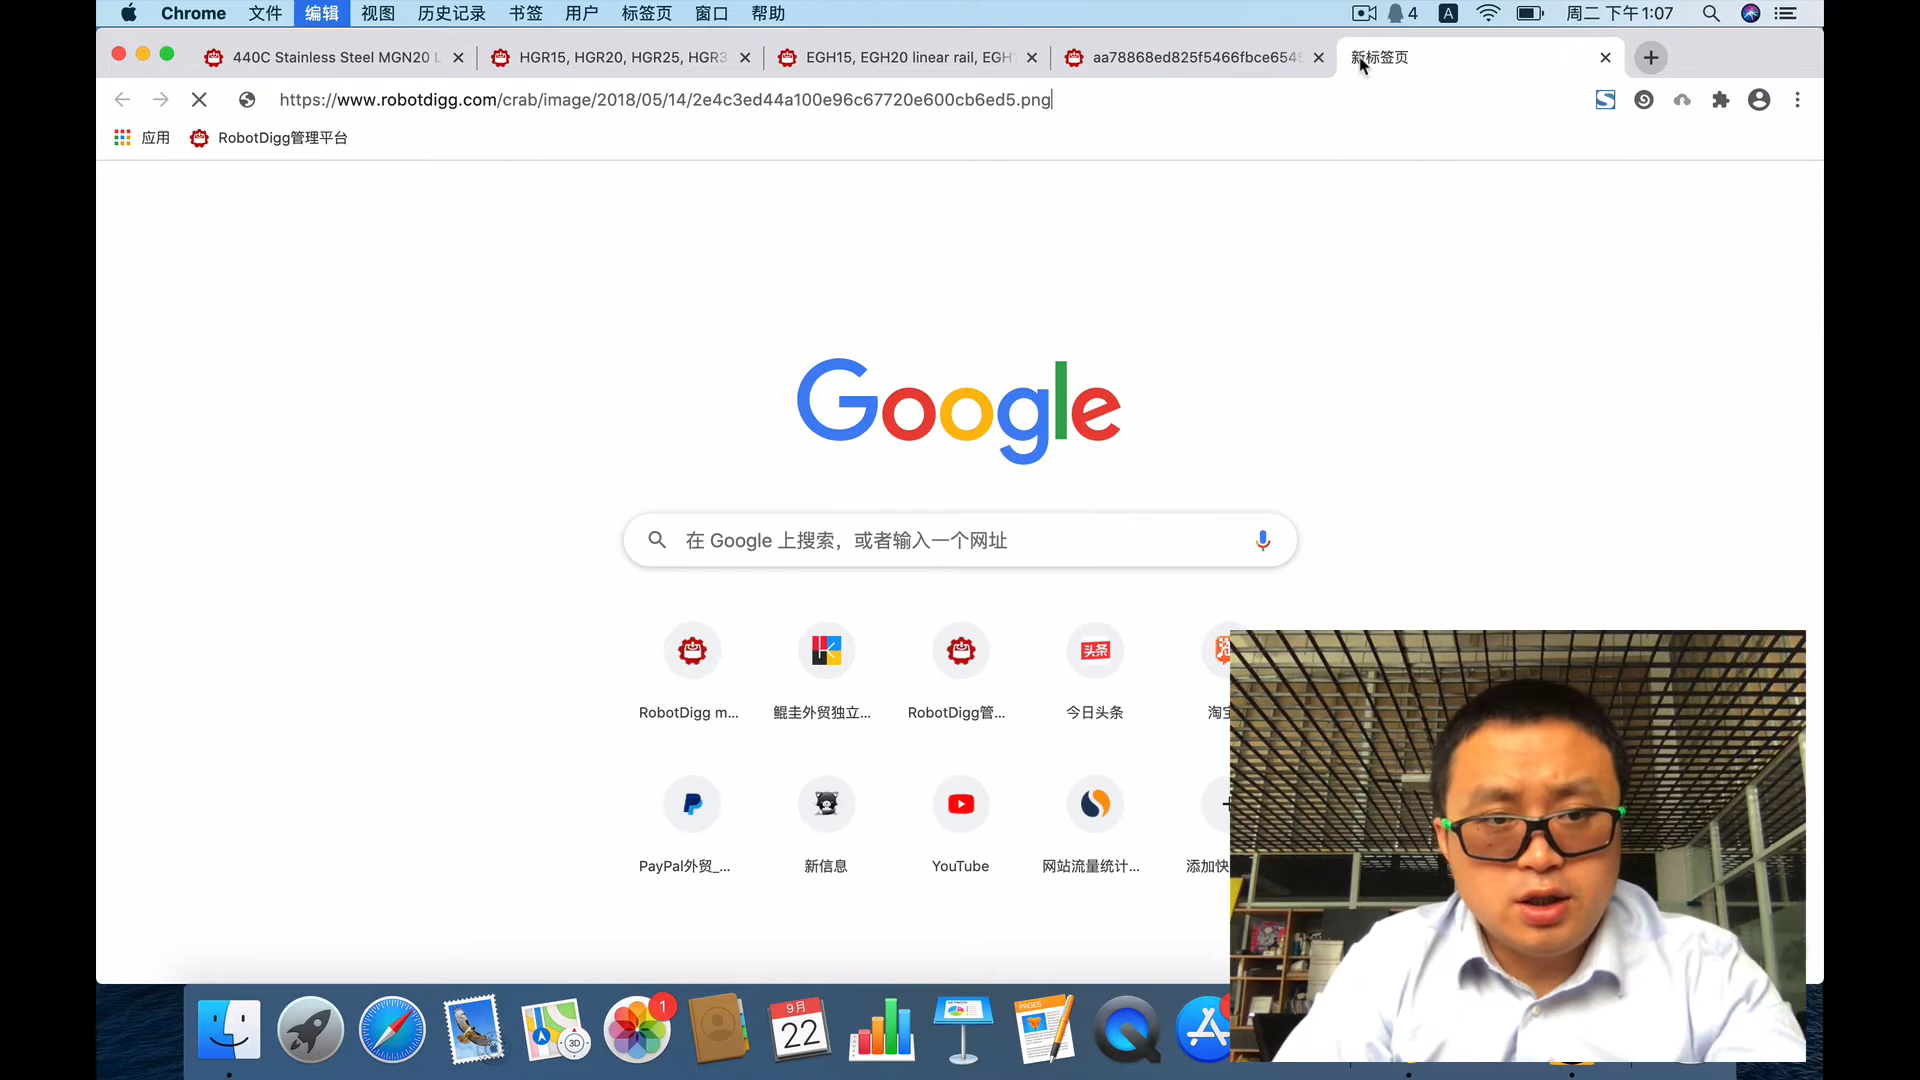 Chrome 文件 编辑 视图 历史记录 书签 用户 标签页 窗口 帮助 4 A 周二 下午1:07
440C Stainless Steel MGN20 L HGR15, HGR20, HGR25, HGR3 EGH15, EGH20 linear rail, EGH aa78868ed825f5466fbce6545 新标签页
https://www.robotdigg.com/crab/image/2018/05/14/2e4c3ed44a100e96c67720e600cb6ed5.png
应用 RobotDigg管理平台
Google
在 Google 上搜索，或者输入一个网址
头条
RobotDigg m... 鲲圭外贸独立... RobotDigg管... 今日头条 淘宝
PayPal外贸_... 新信息 YouTube 网站流量统计... 添加快
3D
1
9月
22
PAGES